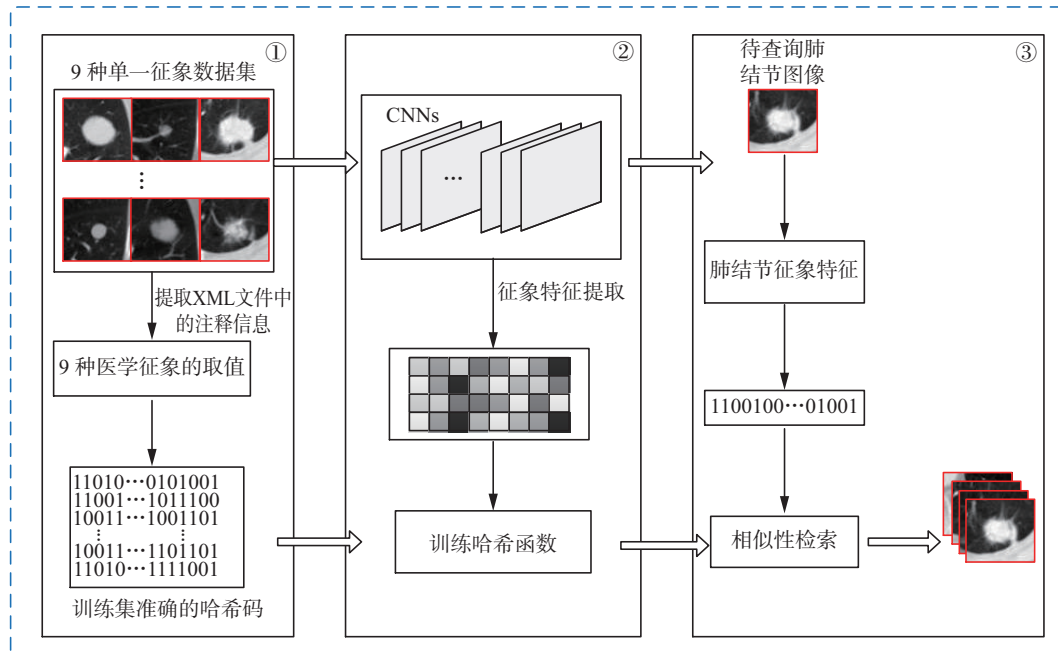 ①
9 种单一征象数据集
⋮
提取XML文件中
的注释信息
9 种医学征象的取值
11010…0101001
11001…1011100
10011…1001101
⋮ ⋮
10011…1101101
11010…1111001
训练集准确的哈希码
②
CNNs
…
征象特征提取
训练哈希函数
③
待查询肺
结节图像
肺结节征象特征
1100100…01001
相似性检索